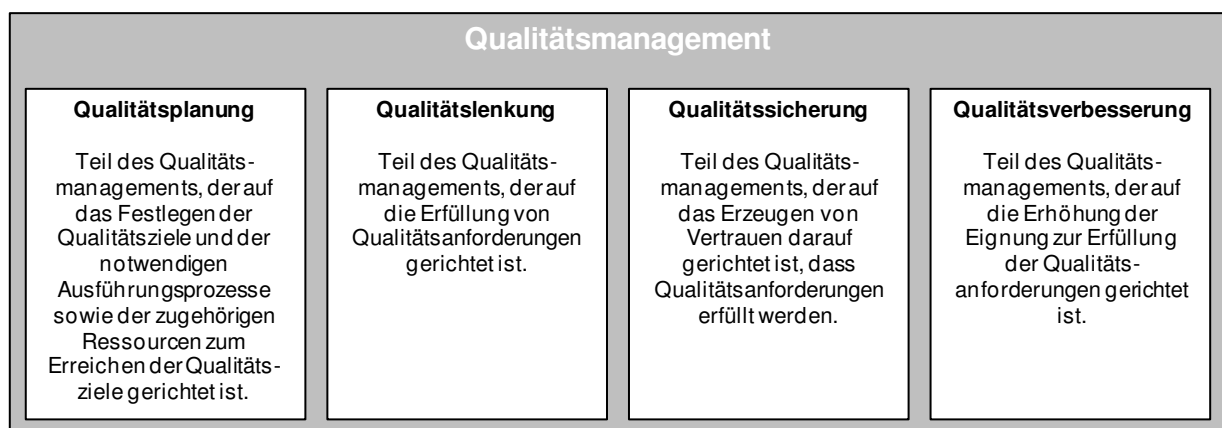 Qualitätsmanagement
Qualitätsplanung
Teil des Qualitäts-
managements, der auf
das Festlegen der
Qualitätsziele und der
notwendigen
Ausführungsprozesse
sowie der zugehörigen
Ressourcen zum
Erreichen der Qualitäts-
ziele gerichtet ist.
Qualitätslenkung
Teil des Qualitäts-
managements, der auf
die Erfüllung von
Qualitätsanforderungen
gerichtet ist.
Qualitätssicherung
Teil des Qualitäts-
managements, der auf
das Erzeugen von
Vertrauen darauf
gerichtet ist, dass
Qualitätsanforderungen
erfüllt werden.
Qualitätsverbesserung
Teil des Qualitäts-
managements, der auf
die Erhöhung der
Eignung zur Erfüllung
der Qualitäts-
anforderungen gerichtet
ist.